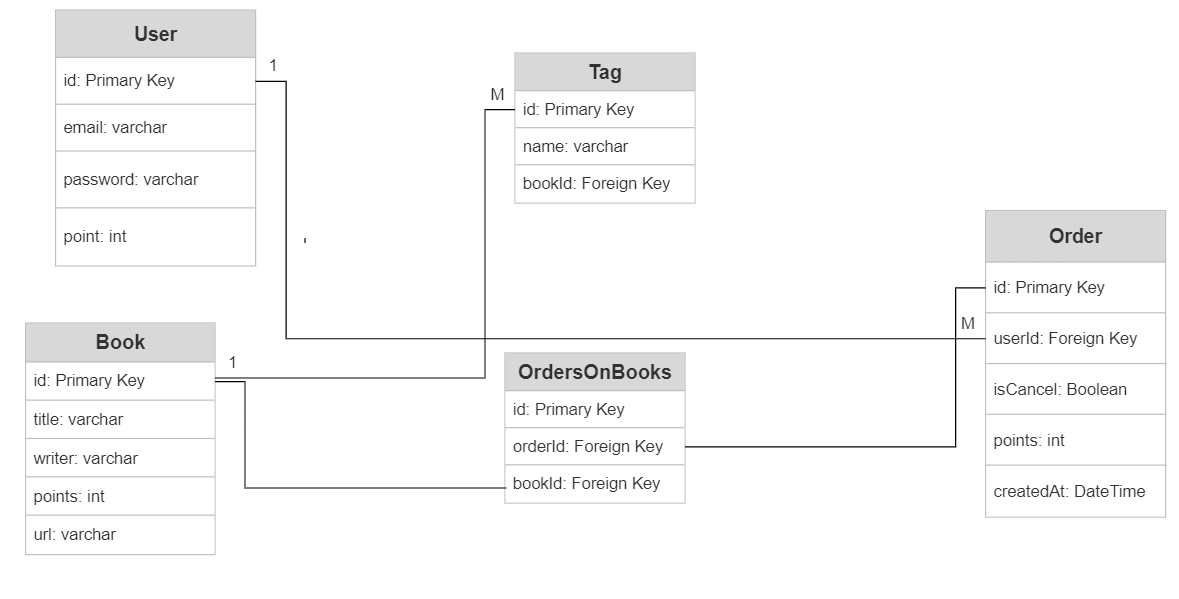 User
id: Primary Key
email: varchar
password: varchar
point: int
1
Tag
id: Primary Key
name: varchar
bookId: Foreign Key
M
Order
id: Primary Key
userId: Foreign Key
isCancel: Boolean
points: int
createdAt: DateTime
M
Book
id: Primary Key
title: varchar
writer: varchar
points: int
url: varchar
1
OrdersOnBooks
id: Primary Key
orderId: Foreign Key
bookId: Foreign Key